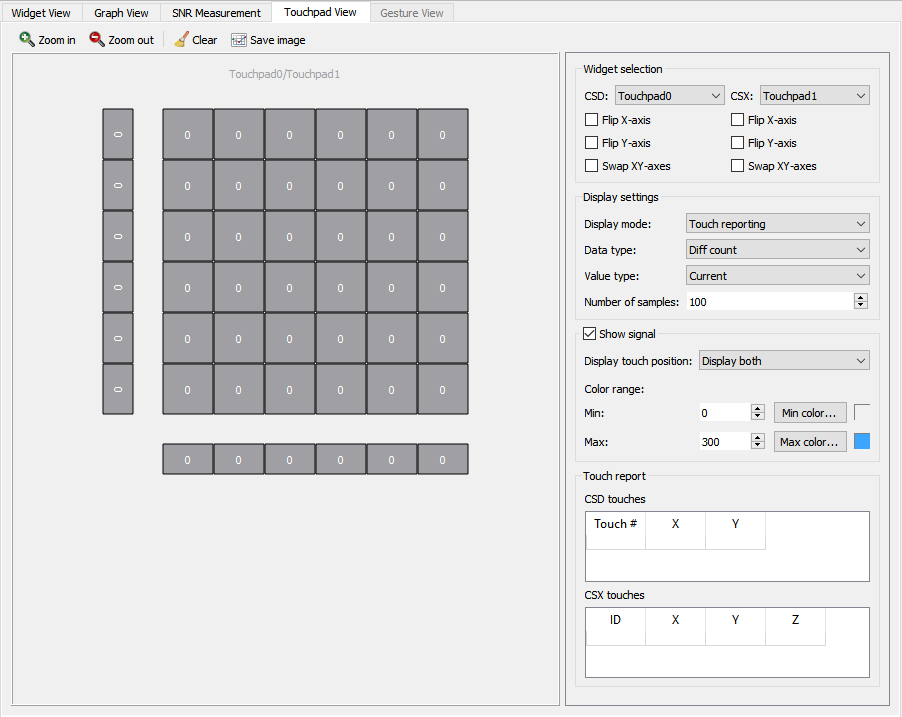 Widget View Graph View SNR Measurement Touchpad View Gesture View
Zoom in Zoom out Clear Save image
Touchpad0/Touchpad1
0 0 0 0 0 0 0
0 0 0 0 0 0 0
0 0 0 0 0 0 0
0 0 0 0 0 0 0
0 0 0 0 0 0 0
0 0 0 0 0 0 0
0 0 0 0 0 0
Widget selection
CSD: Touchpad0 CSX: Touchpad1
Flip X-axis Flip X-axis
Flip Y-axis Flip Y-axis
Swap XY-axes Swap XY-axes
Display settings
Display mode: Touch reporting
Data type: Diff count
Value type: Current
Number of samples: 100
Show signal
Display touch position: Display both
Color range:
Min: 0 Min color...
Max: 300 Max color...
Touch report
CSD touches
Touch # X Y
CSX touches
ID X Y Z